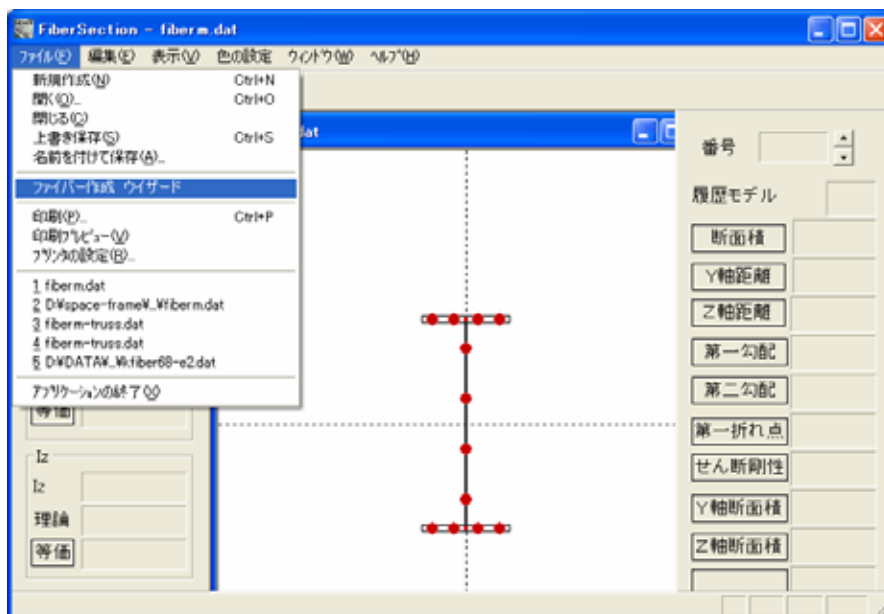 FiberSection - fiberm.dat
ファイル(F) 編集(E) 表示(V) 色の設定 ウィンドウ(W) ヘルプ(H)
新規作成(N) Ctrl+N
開く(O)... Ctrl+O
閉じる(C)
上書き保存(S) Ctrl+S
名前を付けて保存(A)...
ファイバー作成 ウイザード
印刷(P)... Ctrl+P
印刷プレビュー(V)
プリンタの設定(R)...
1 fiberm.dat
2 D¥space-frame¥...¥fiberm.dat
3 fiberm-truss.dat
4 fiberm-truss.dat
5 D¥DATA¥...¥kfiber68-e2.dat
アプリケーションの終了(X)
等価
Iz
Iz
理論
等価
dat
番号
履歴モデル
断面積
Y軸距離
Z軸距離
第一勾配
第二勾配
第一折れ点
せん断剛性
Y軸断面積
Z軸断面積